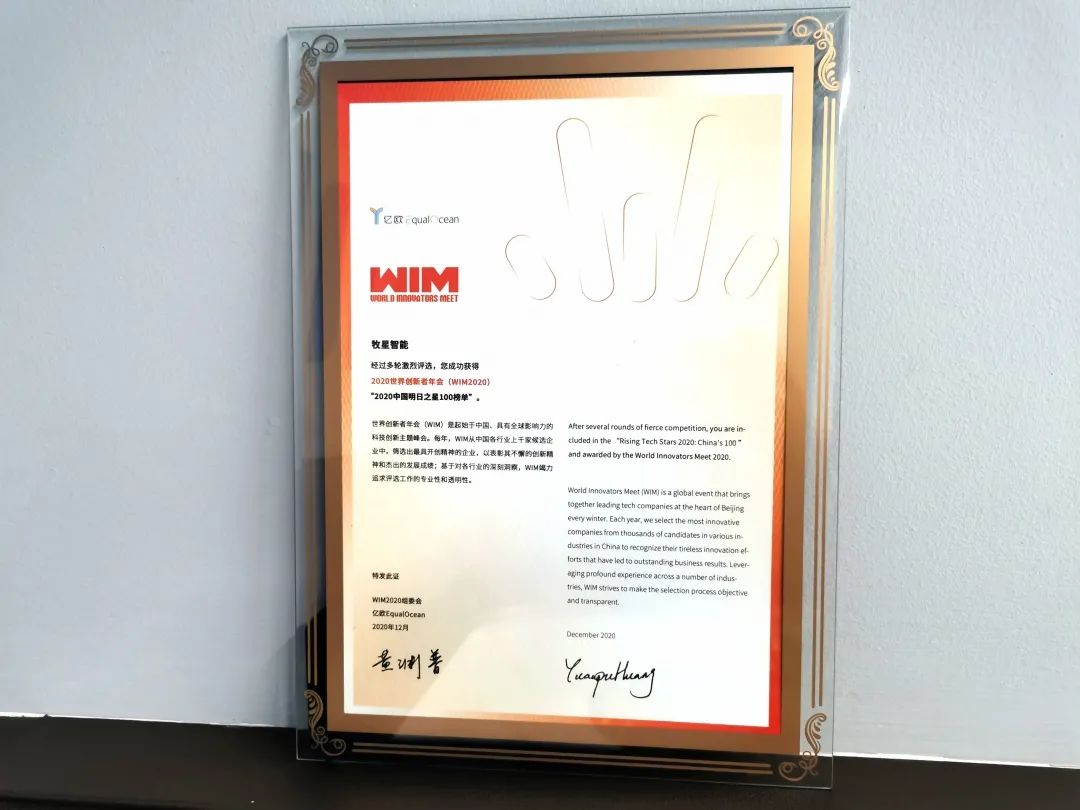 亿欧 EqualOcean
WIM
WORLD INNOVATORS MEET
牧星智能
经过多轮激烈评选，您成功获得
2020世界创新者年会（WIM2020）
“2020中国明日之星100榜单”。
世界创新者年会（WIM）是起始于中国、具有全球影响力的
科技创新主题峰会。每年，WIM从中国各行业上千家候选企
业中，筛选出最具开创精神的企业，以表彰其不懈的创新精
神和杰出的发展成绩；基于对各行业的深刻洞察，WIM竭力
追求评选工作的专业性和透明性。
特发此证
WIM2020组委会
亿欧EqualOcean
2020年12月
黄渊普
After several rounds of fierce competition, you are in-
cluded in the “Rising Tech Stars 2020: China's 100”
and awarded by the World Innovators Meet 2020.
World Innovators Meet (WIM) is a global event that brings
together leading tech companies at the heart of Beijing
every winter. Each year, we select the most innovative
companies from thousands of candidates in various in-
dustries in China to recognize their tireless innovation ef-
forts that have led to outstanding business results. Lever-
aging profound experience across a number of indus-
tries, WIM strives to make the selection process objective
and transparent.
December 2020
Yuanpu Huang